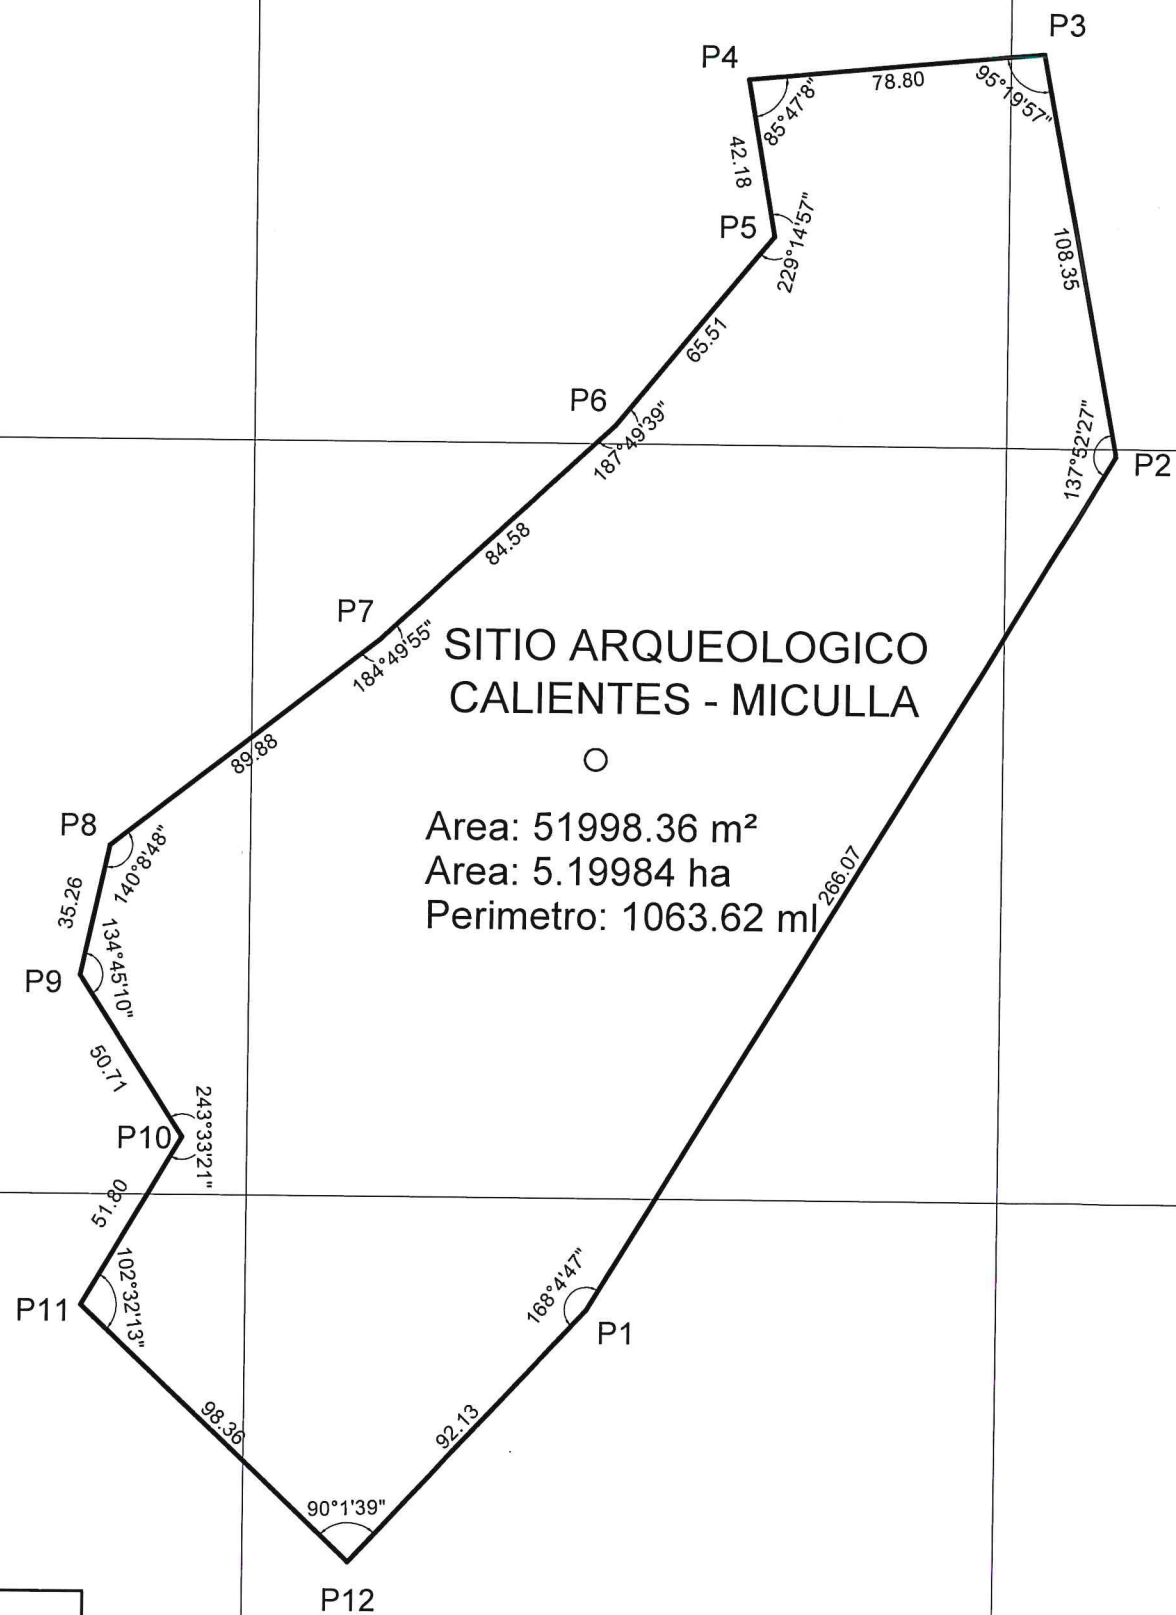 P3
P4
78.80
95°19'57"
85°47'8"
42.18
P5
229°14'57"
108.35
65.51
P6
187°49'39"
137°52'27"
P2
84.58
P7
184°49'55"
SITIO ARQUEOLOGICO
CALIENTES - MICULLA
89.88
P8
140°8'48"
Area: 51998.36 m²
Area: 5.19984 ha
Perimetro: 1063.62 ml
266.07
35.26
P9
134°45'10"
50.71
P10
243°33'21"
51.80
P11
102°32'13"
168°4'47"
P1
98.36
92.13
90°1'39"
P12